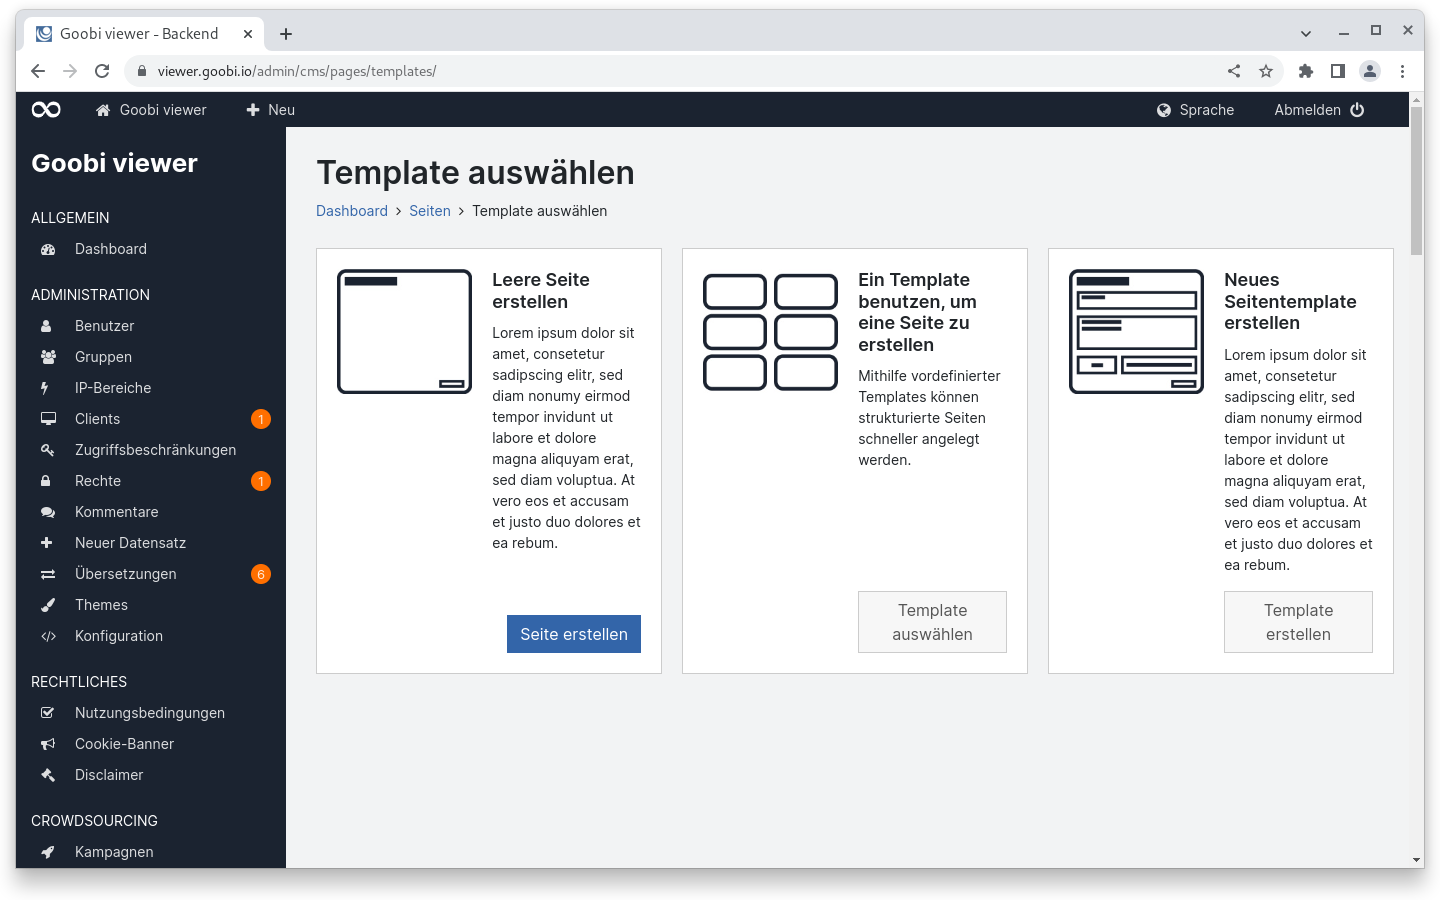 Goobi viewer - Backend
viewer.goobi.io/admin/cms/pages/templates/
Goobi viewer
Neu
Sprache
Abmelden
Goobi viewer
ALLGEMEIN
Dashboard
ADMINISTRATION
Benutzer
Gruppen
IP-Bereiche
Clients 1
Zugriffsbeschränkungen
Rechte 1
Kommentare
Neuer Datensatz
Übersetzungen 6
Themes
Konfiguration
RECHTLICHES
Nutzungsbedingungen
Cookie-Banner
Disclaimer
CROWDSOURCING
Kampagnen
Template auswählen
Dashboard › Seiten › Template auswählen
Leere Seite
erstellen
Lorem ipsum dolor sit
amet, consetetur
sadipscing elitr, sed
diam nonumy eirmod
tempor invidunt ut
labore et dolore
magna aliquyam erat,
sed diam voluptua. At
vero eos et accusam
et justo duo dolores et
ea rebum.
Seite erstellen
Ein Template
benutzen, um
eine Seite zu
erstellen
Mithilfe vordefinierter
Templates können
strukturierte Seiten
schneller angelegt
werden.
Template
auswählen
Neues
Seitentemplate
erstellen
Lorem ipsum dolor sit
amet, consetetur
sadipscing elitr, sed
diam nonumy eirmod
tempor invidunt ut
labore et dolore
magna aliquyam erat,
sed diam voluptua. At
vero eos et accusam
et justo duo dolores et
ea rebum.
Template
erstellen